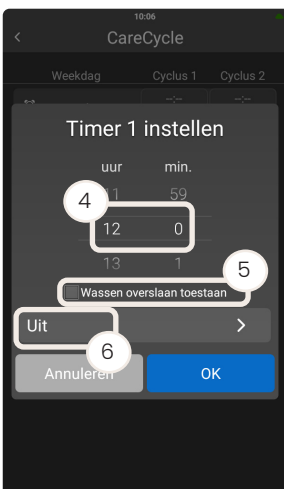 10:06
< CareCycle
Weekdag Cyclus 1 Cyclus 2
--:-- --:--
Timer 1 instellen
uur min.
4
11 59
12 0
13 1
5
Wassen overslaan toestaan
Uit >
6
Annuleren OK